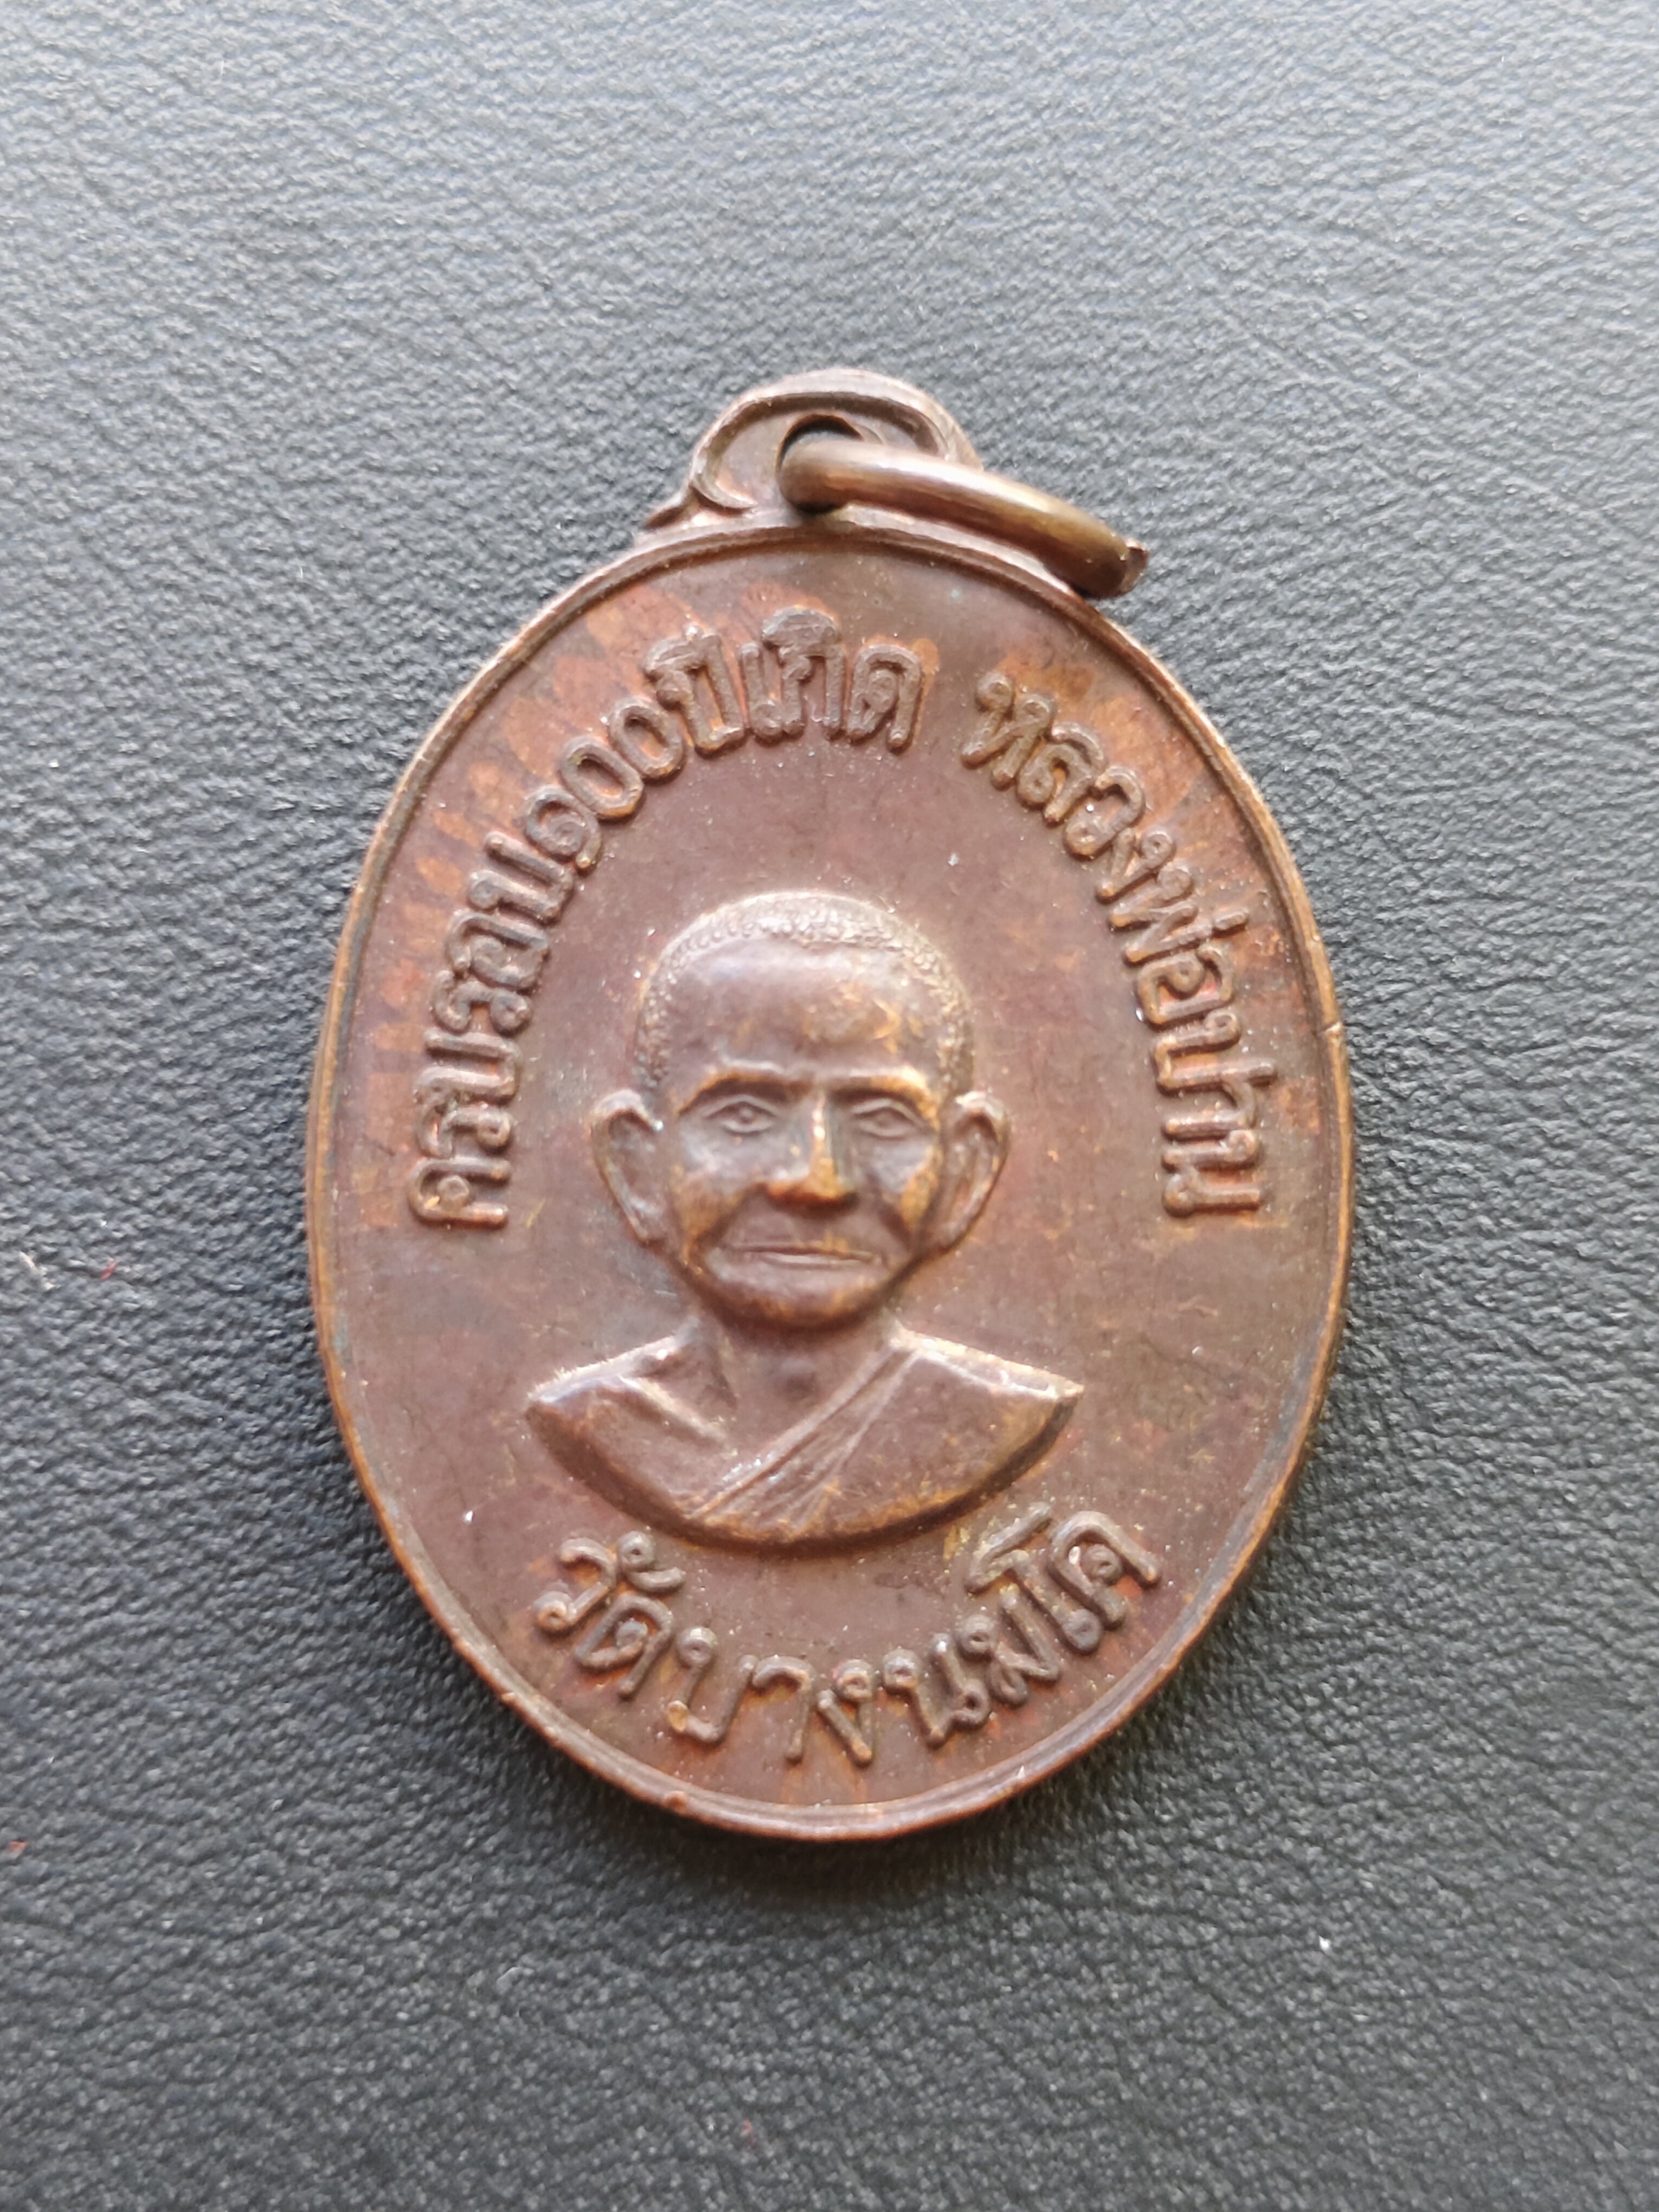 ครบรอบ๑๐๐ปีเกิด หลวงพ่อปาน
วัดบางนมโค